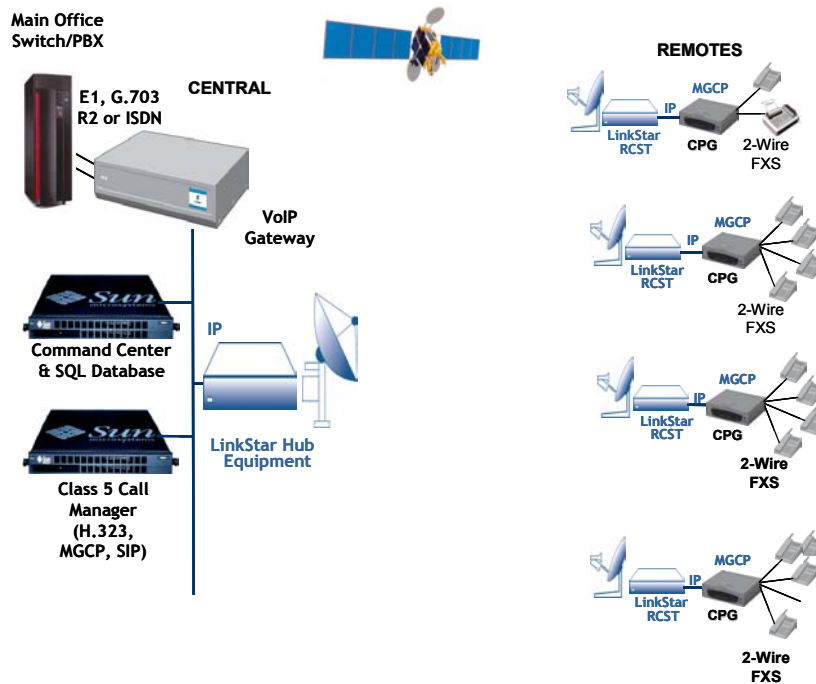 Main Office
Switch/PBX
E1, G.703
R2 or ISDN
CENTRAL
VoIP
Gateway
Sun
microsystems
Command Center
& SQL Database
IP
Sun
microsystems
LinkStar Hub
Equipment
Class 5 Call
Manager
(H.323,
MGCP, SIP)
REMOTES
MGCP
IP
LinkStar
RCST
CPG
2-Wire
FXS
MGCP
IP
LinkStar
RCST
CPG
2-Wire
FXS
MGCP
IP
LinkStar
RCST
CPG
2-Wire
FXS
MGCP
IP
LinkStar
RCST
CPG
2-Wire
FXS